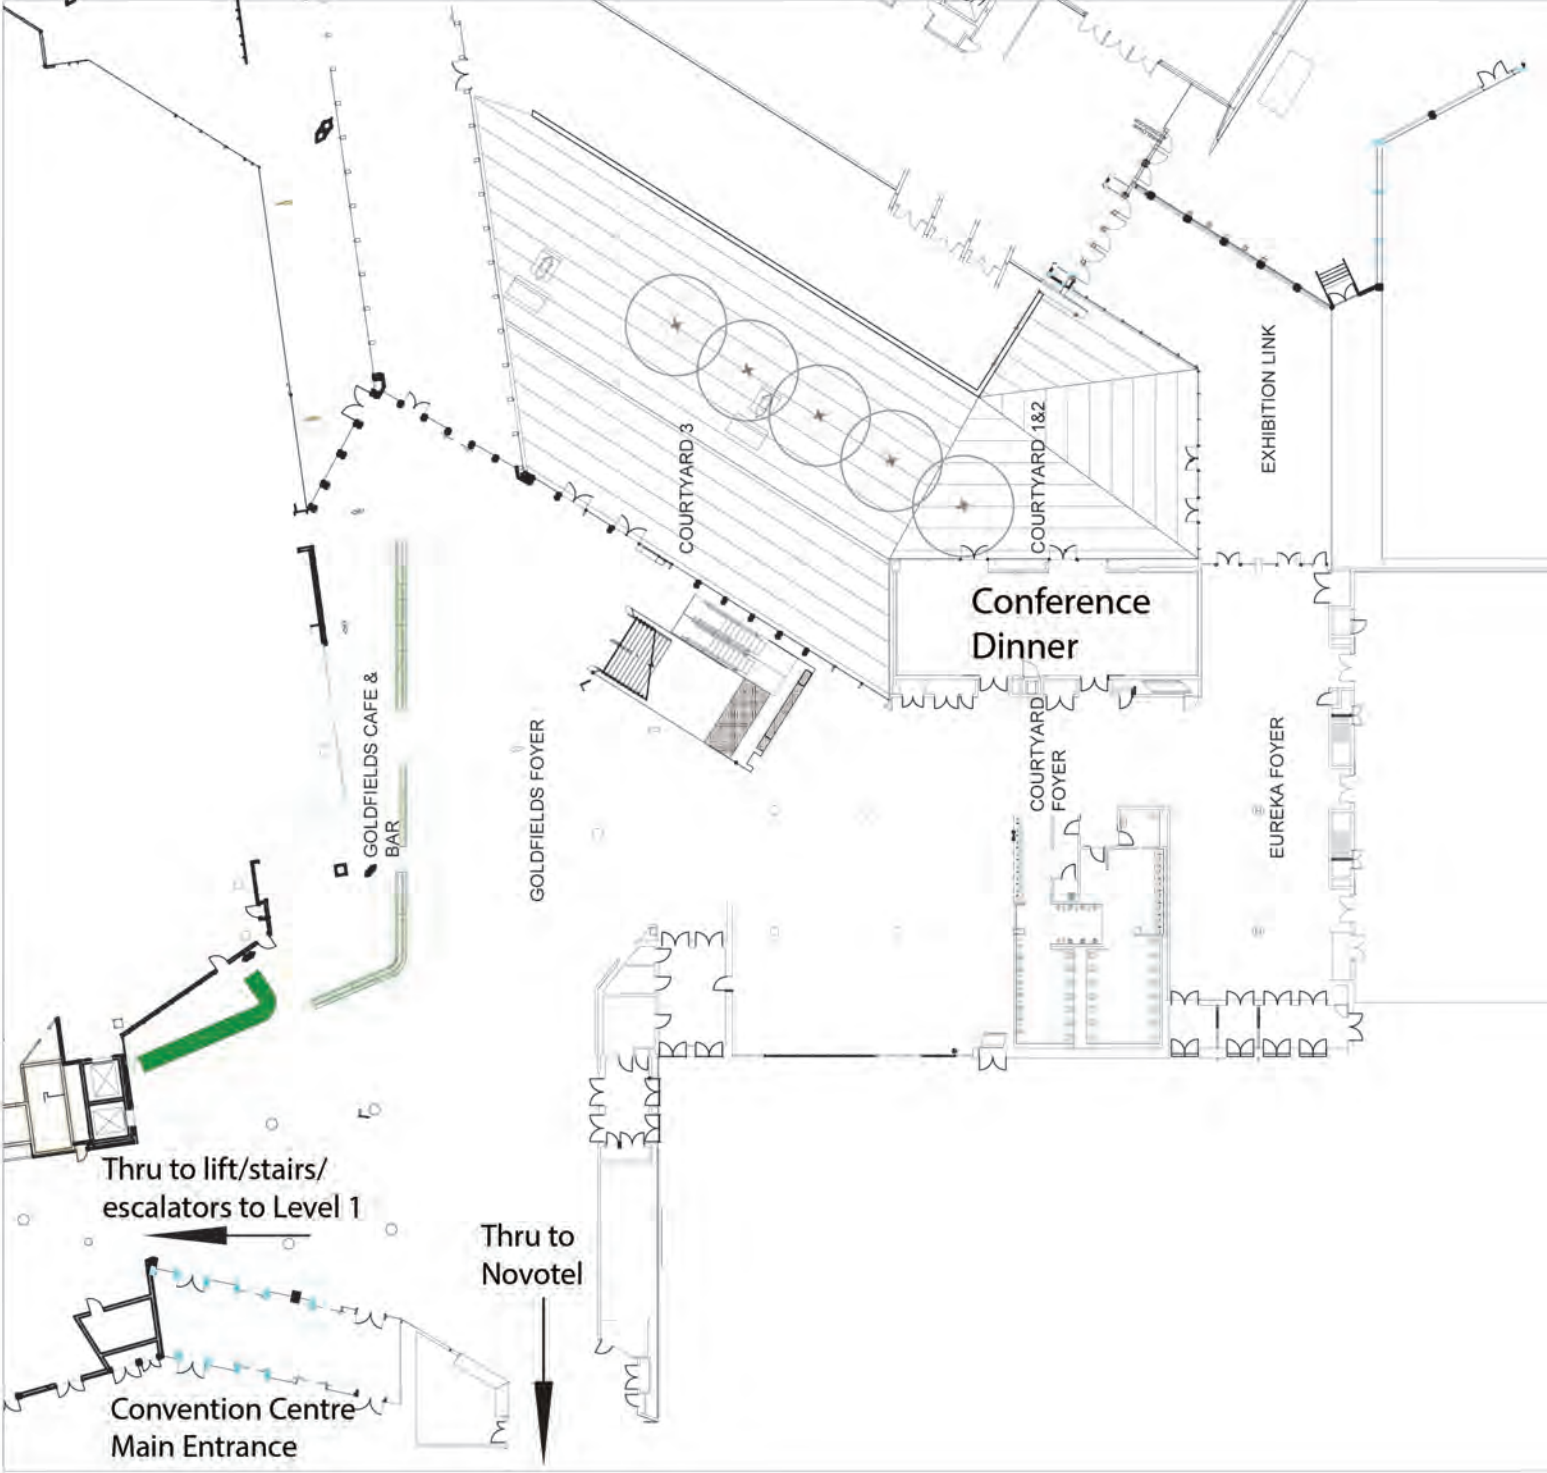 EXHIBITION LINK
COURTYARD 3
COURTYARD 1&2
Conference
Dinner
GOLDFIELDS CAFE &
BAR
GOLDFIELDS FOYER
COURTYARD
FOYER
EUREKA FOYER
Thru to lift/stairs/
escalators to Level 1
Thru to
Novotel
Convention Centre
Main Entrance